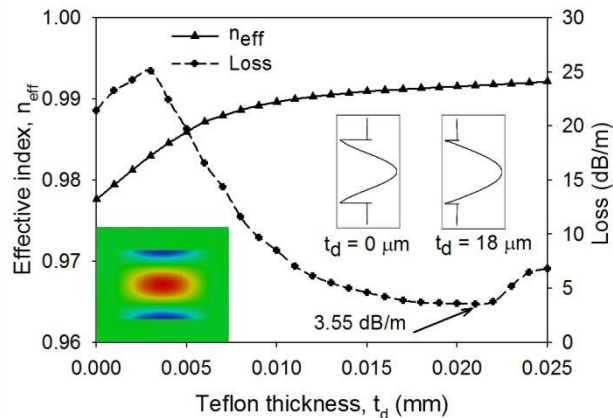 1.00
0.99
0.98
0.97
0.96
Effective index, n_eff
n_eff
Loss
30
25
20
15
10
5
0
Loss (dB/m)
t_d = 0 μm
t_d = 18 μm
3.55 dB/m
0.000
0.005
0.010
0.015
0.020
0.025
Teflon thickness, t_d (mm)